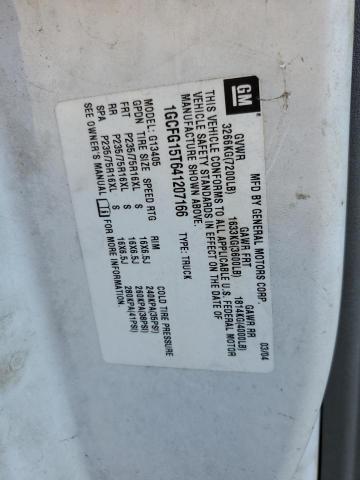 GM
MFD BY GENERAL MOTORS CORP.
03/04
GVWR GAWR FRT GAWR RR
3266KG(7200LB) 1633KG(3600LB) 1814KG(4000LB)
THIS VEHICLE CONFORMS TO ALL APPLICABLE U.S. FEDERAL MOTOR
VEHICLE SAFETY STANDARDS IN EFFECT ON THE DATE OF
MANUFACTURE SHOWN ABOVE.
1GCFG15T641207166 TYPE: TRUCK
MODEL: G13405
GPDN TIRE SIZE SPEED RTG RIM COLD TIRE PRESSURE
FRT P235/75R16XL S 16X6.5J 240KPA(35PSI)
RR P235/75R16XL S 16X6.5J 260KPA(38PSI)
SPA P235/75R16XL S 16X6.5J 280KPA(41PSI)
SEE OWNER'S MANUAL FOR MORE INFORMATION